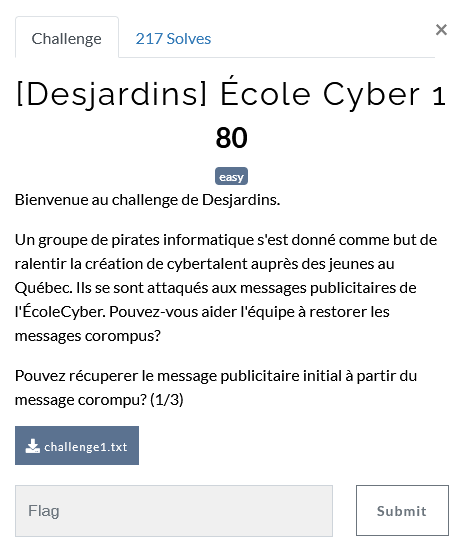 Challenge
217 Solves
×
[Desjardins] École Cyber 1
80
easy
Bienvenue au challenge de Desjardins.
Un groupe de pirates informatique s'est donné comme but de
ralentir la création de cybertalent auprès des jeunes au
Québec. Ils se sont attaqués aux messages publicitaires de
l'ÉcoleCyber. Pouvez-vous aider l'équipe à restorer les
messages corompus?
Pouvez récuperer le message publicitaire initial à partir du
message corompu? (1/3)
challenge1.txt
Flag
Submit